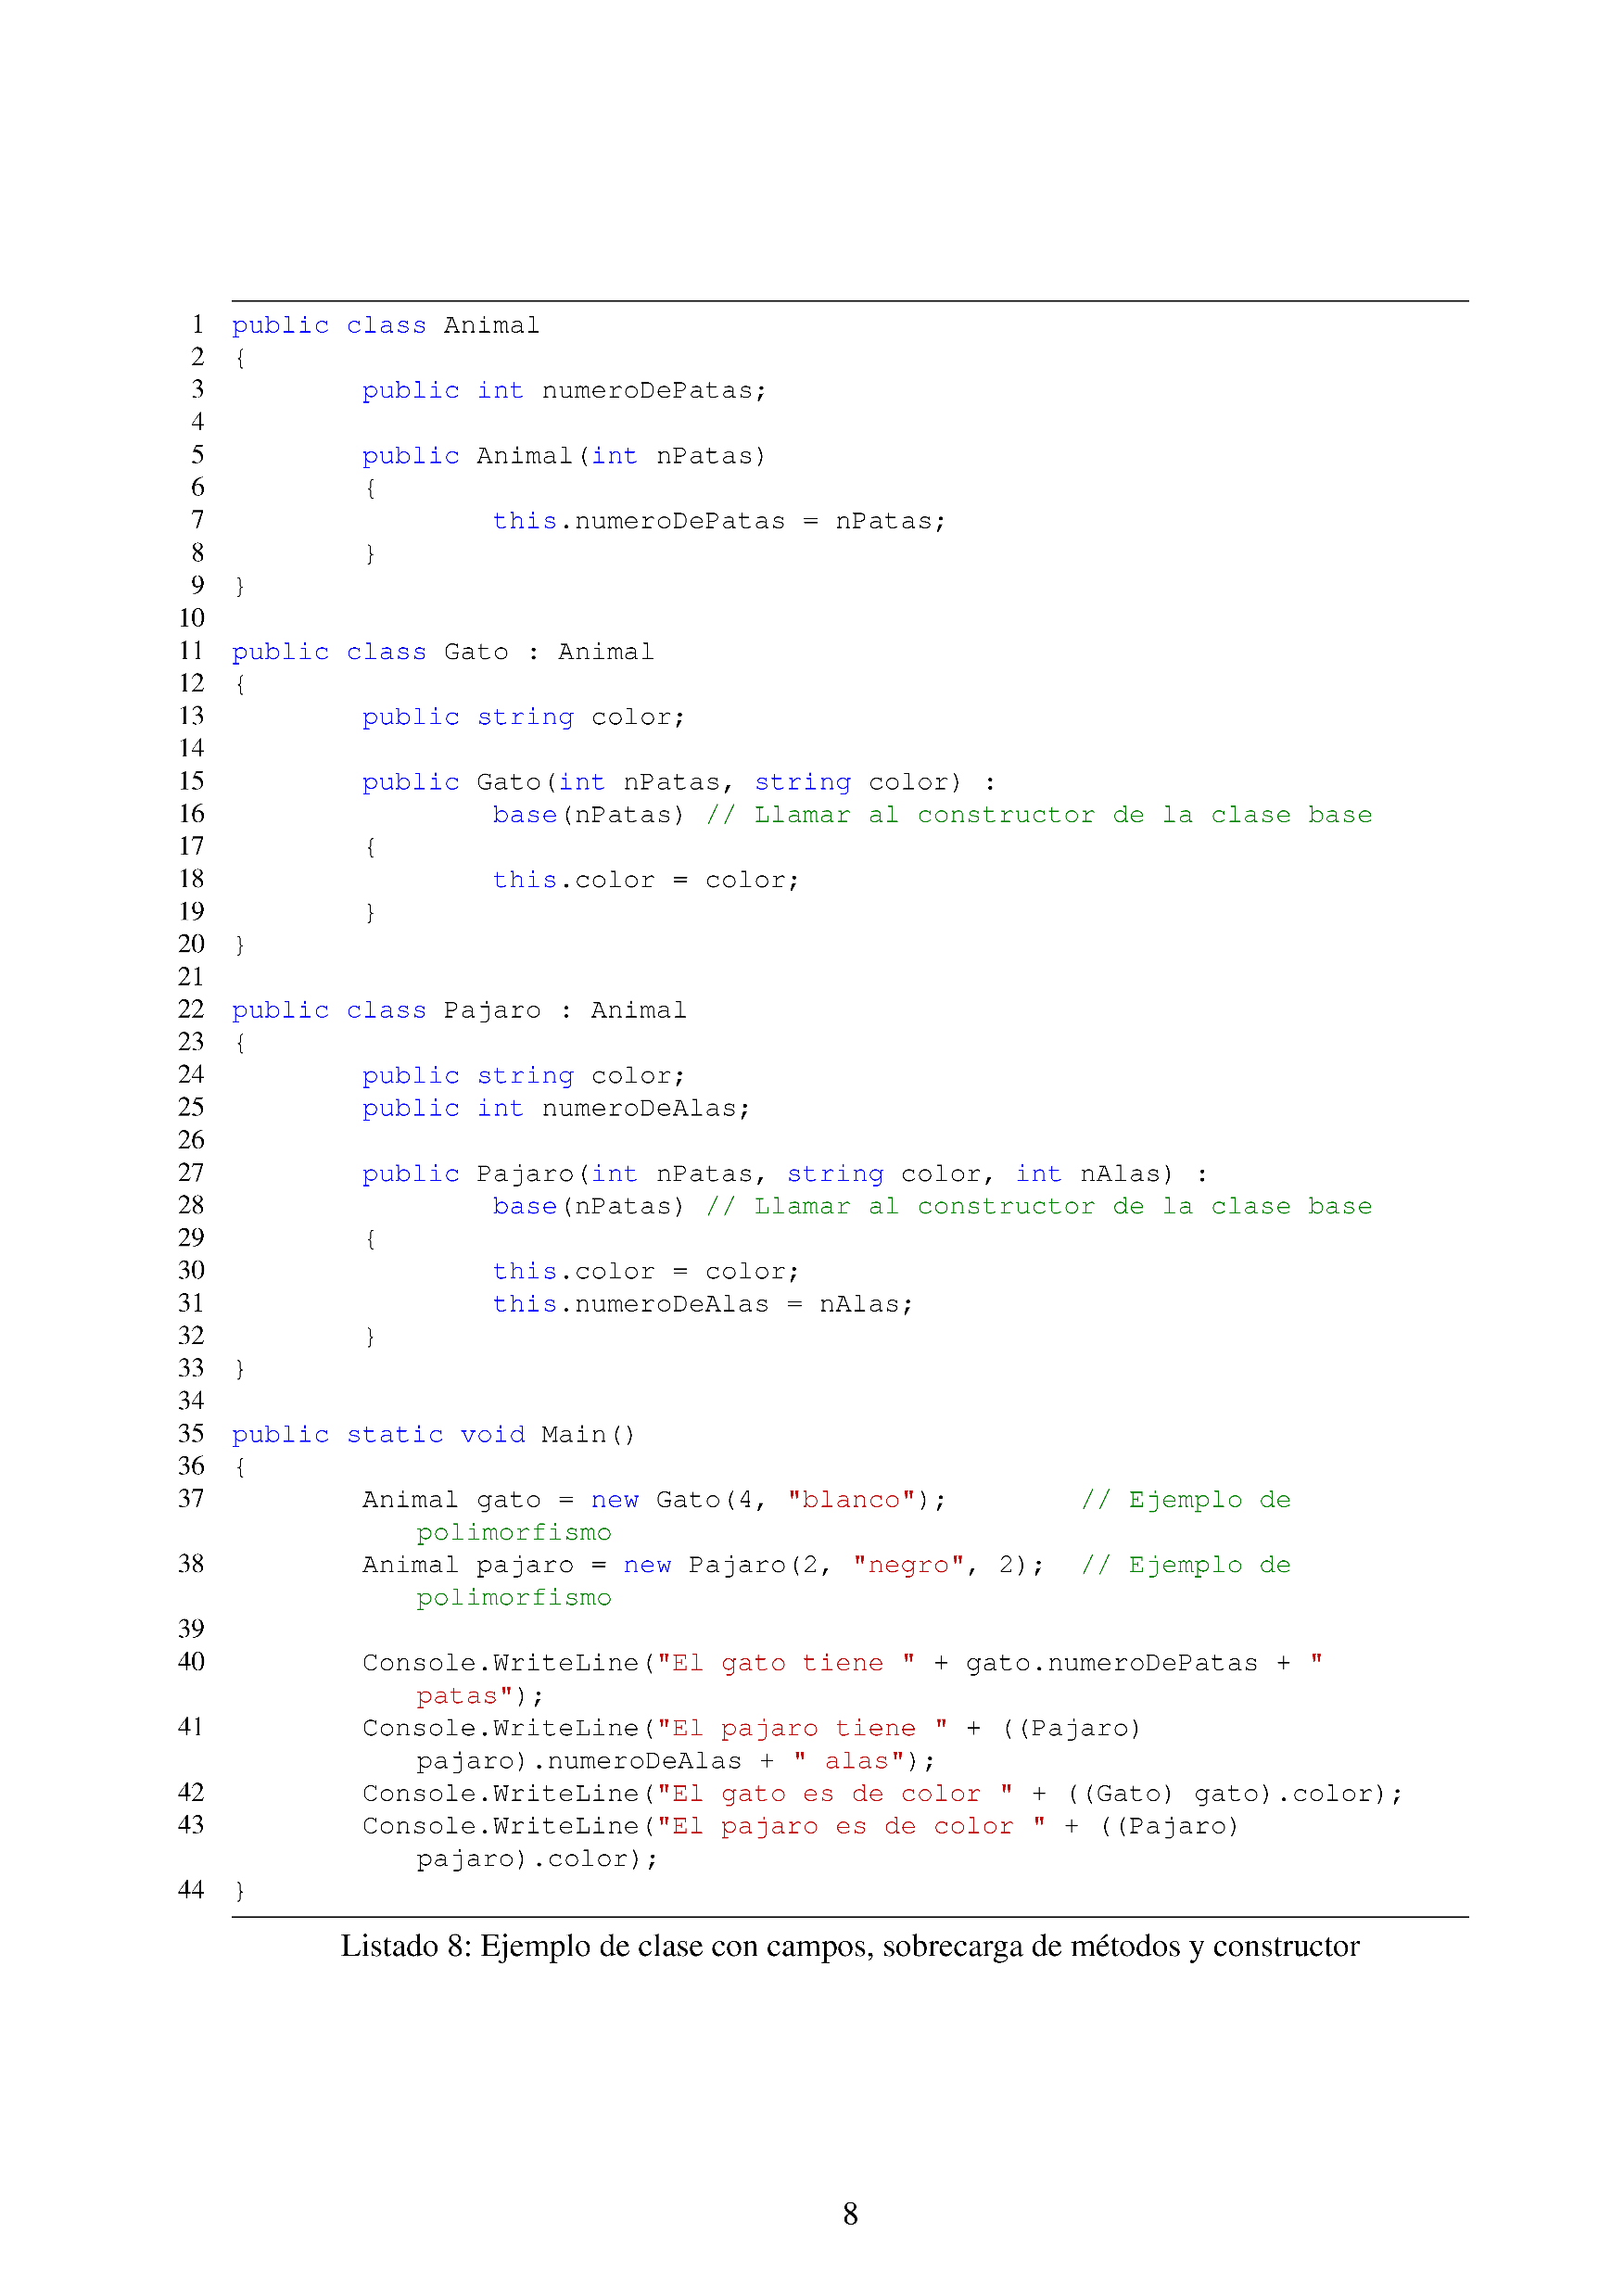 1 public class Animal
2 {
3 public int numeroDePatas;
4
5 public Animal(int nPatas)
6 {
7 this.numeroDePatas = nPatas;
8 }
9 }
10
11 public class Gato : Animal
12 {
13 public string color;
14
15 public Gato(int nPatas, string color) :
16 base(nPatas) // Llamar al constructor de la clase base
17 {
18 this.color = color;
19 }
20 }
21
22 public class Pajaro : Animal
23 {
24 public string color;
25 public int numeroDeAlas;
26
27 public Pajaro(int nPatas, string color, int nAlas) :
28 base(nPatas) // Llamar al constructor de la clase base
29 {
30 this.color = color;
31 this.numeroDeAlas = nAlas;
32 }
33 }
34
35 public static void Main()
36 {
37 Animal gato = new Gato(4, "blanco"); // Ejemplo de
polimorfismo
38 Animal pajaro = new Pajaro(2, "negro", 2); // Ejemplo de
polimorfismo
39
40 Console.WriteLine("El gato tiene " + gato.numeroDePatas + "
patas");
41 Console.WriteLine("El pajaro tiene " + ((Pajaro)
pajaro).numeroDeAlas + " alas");
42 Console.WriteLine("El gato es de color " + ((Gato) gato).color);
43 Console.WriteLine("El pajaro es de color " + ((Pajaro)
pajaro).color);
44 }
Listado 8: Ejemplo de clase con campos, sobrecarga de métodos y constructor
8